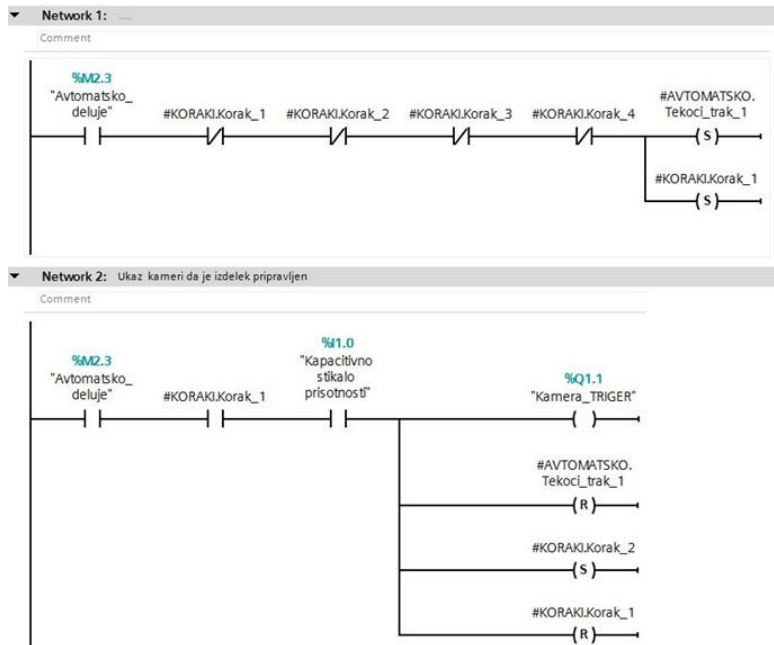 Network 1: .....
Comment
%M2.3
"Avtomatsko_
deluje"
#KORAKI.Korak_1
#KORAKI.Korak_2
#KORAKI.Korak_3
#KORAKI.Korak_4
#AVTOMATSKO.
Tekoci_trak_1
S
#KORAKI.Korak_1
S
Network 2: Ukaz kameri da je izdelek pripravljen
Comment
%M2.3
"Avtomatsko_
deluje"
#KORAKI.Korak_1
%I1.0
"Kapacitivno
stikalo
prisotnosti"
%Q1.1
"Kamera_TRIGER"
#AVTOMATSKO.
Tekoci_trak_1
R
#KORAKI.Korak_2
S
#KORAKI.Korak_1
R